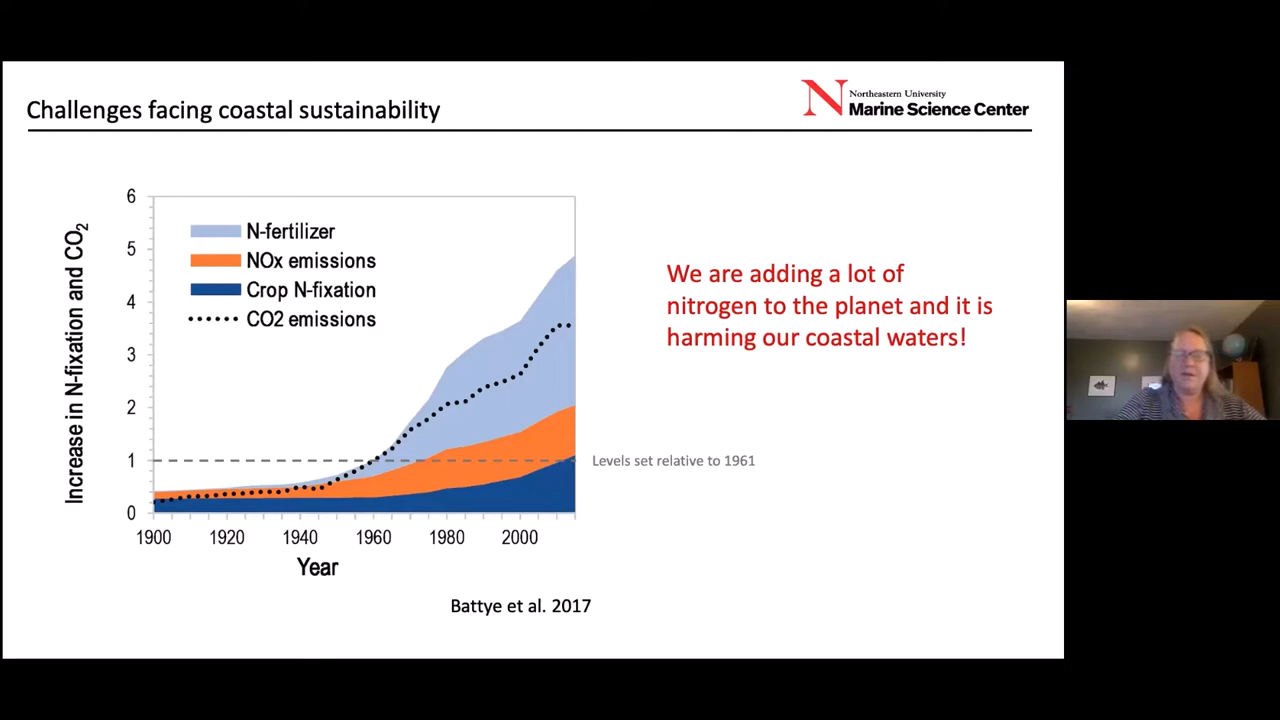 Challenges facing coastal sustainability
Northeastern University
Marine Science Center
6
5
4
3
2
1
0
Increase in N-fixation and CO2
N-fertilizer
NOx emissions
Crop N-fixation
CO2 emissions
Levels set relative to 1961
1900
1920
1940
1960
1980
2000
Year
Battye et al. 2017
We are adding a lot of
nitrogen to the planet and it is
harming our coastal waters!